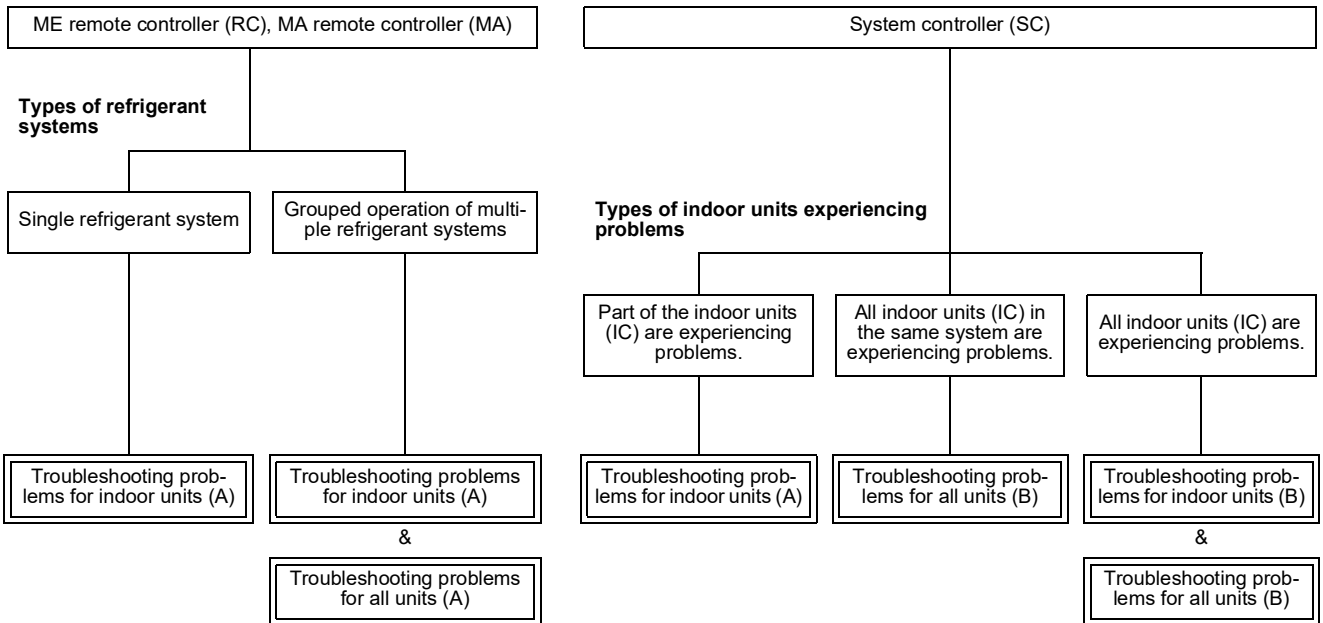 ME remote controller (RC), MA remote controller (MA)
System controller (SC)
Types of refrigerant
systems
Single refrigerant system
Grouped operation of multi-
ple refrigerant systems
Types of indoor units experiencing
problems
Part of the indoor units
(IC) are experiencing
problems.
All indoor units (IC) in
the same system are
experiencing problems.
All indoor units (IC) are
experiencing problems.
Troubleshooting prob-
lems for indoor units (A)
Troubleshooting problems
for indoor units (A)
&
Troubleshooting problems
for all units (A)
Troubleshooting prob-
lems for indoor units (A)
Troubleshooting prob-
lems for all units (B)
Troubleshooting prob-
lems for indoor units (B)
&
Troubleshooting prob-
lems for all units (B)